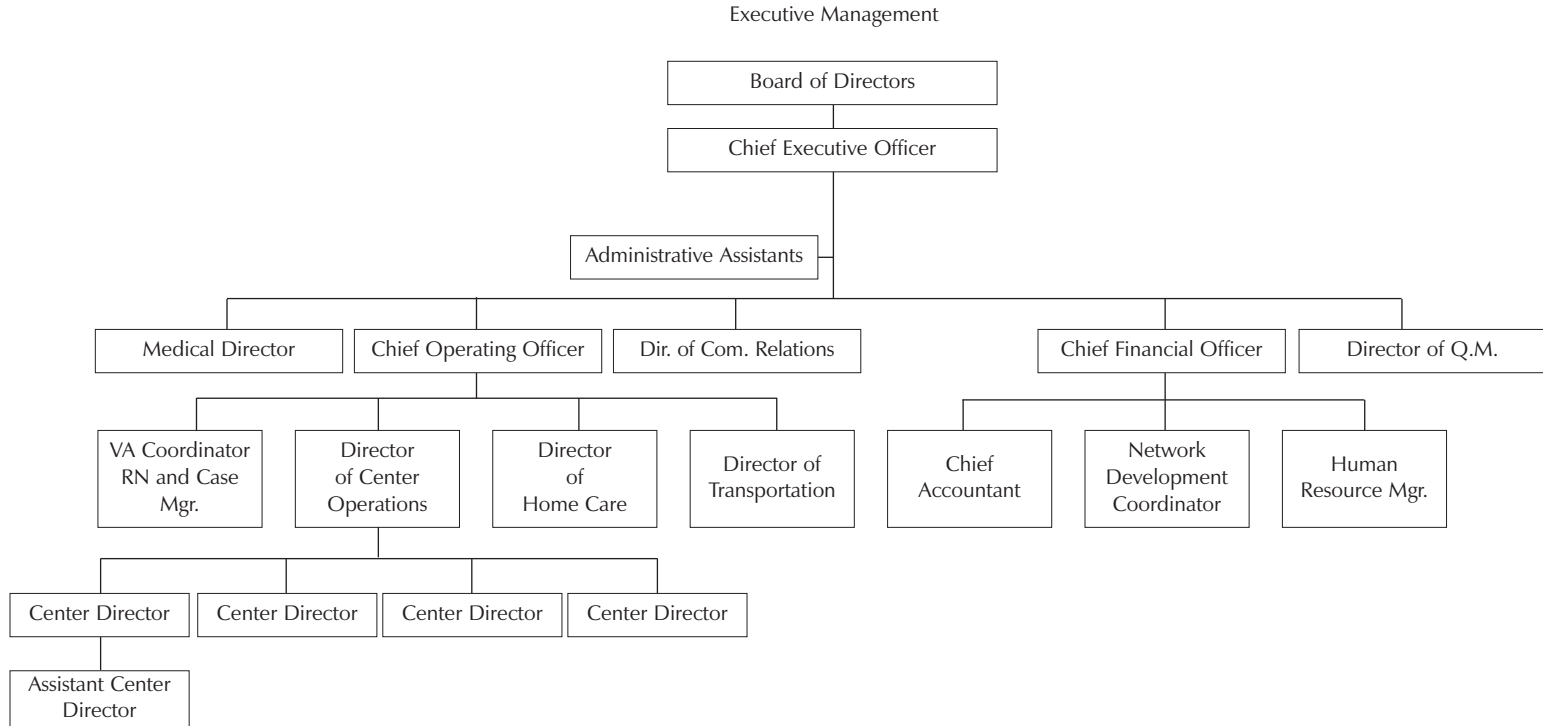 Executive Management
Board of Directors
Chief Executive Officer
Administrative Assistants
Medical Director
Chief Operating Officer
Dir. of Com. Relations
Chief Financial Officer
Director of Q.M.
VA Coordinator
RN and Case
Mgr.
Director
of Center
Operations
Director
of
Home Care
Director of
Transportation
Chief
Accountant
Network
Development
Coordinator
Human
Resource Mgr.
Center Director
Center Director
Center Director
Center Director
Assistant Center
Director